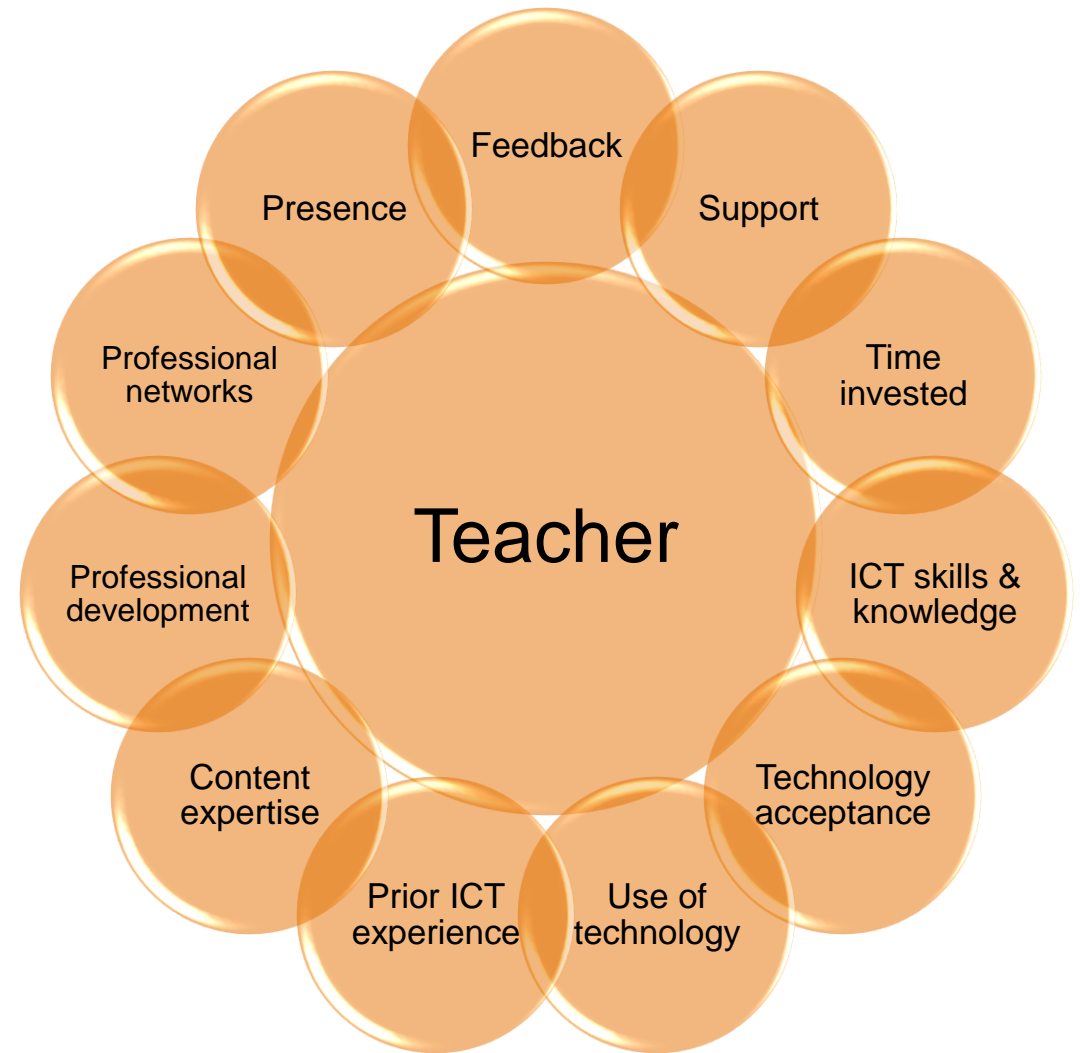 Feedback
Support
Time
invested
ICT skills &
knowledge
Technology
acceptance
Use of
technology
Prior ICT
experience
Content
expertise
Professional
development
Professional
networks
Presence
Teacher